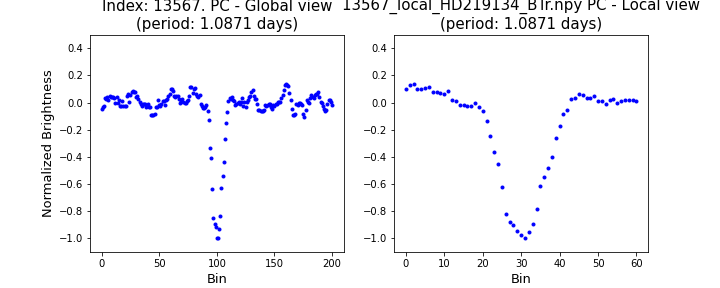 Index: 13567. PC - Global view
(period: 1.0871 days)
13567_local_HD219134_BTr.npy PC - Local view
(period: 1.0871 days)
Normalized Brightness
0.4
0.2
0.0
−0.2
−0.4
−0.6
−0.8
−1.0
0 50 100 150 200
Bin
0.4
0.2
0.0
−0.2
−0.4
−0.6
−0.8
−1.0
0 10 20 30 40 50 60
Bin